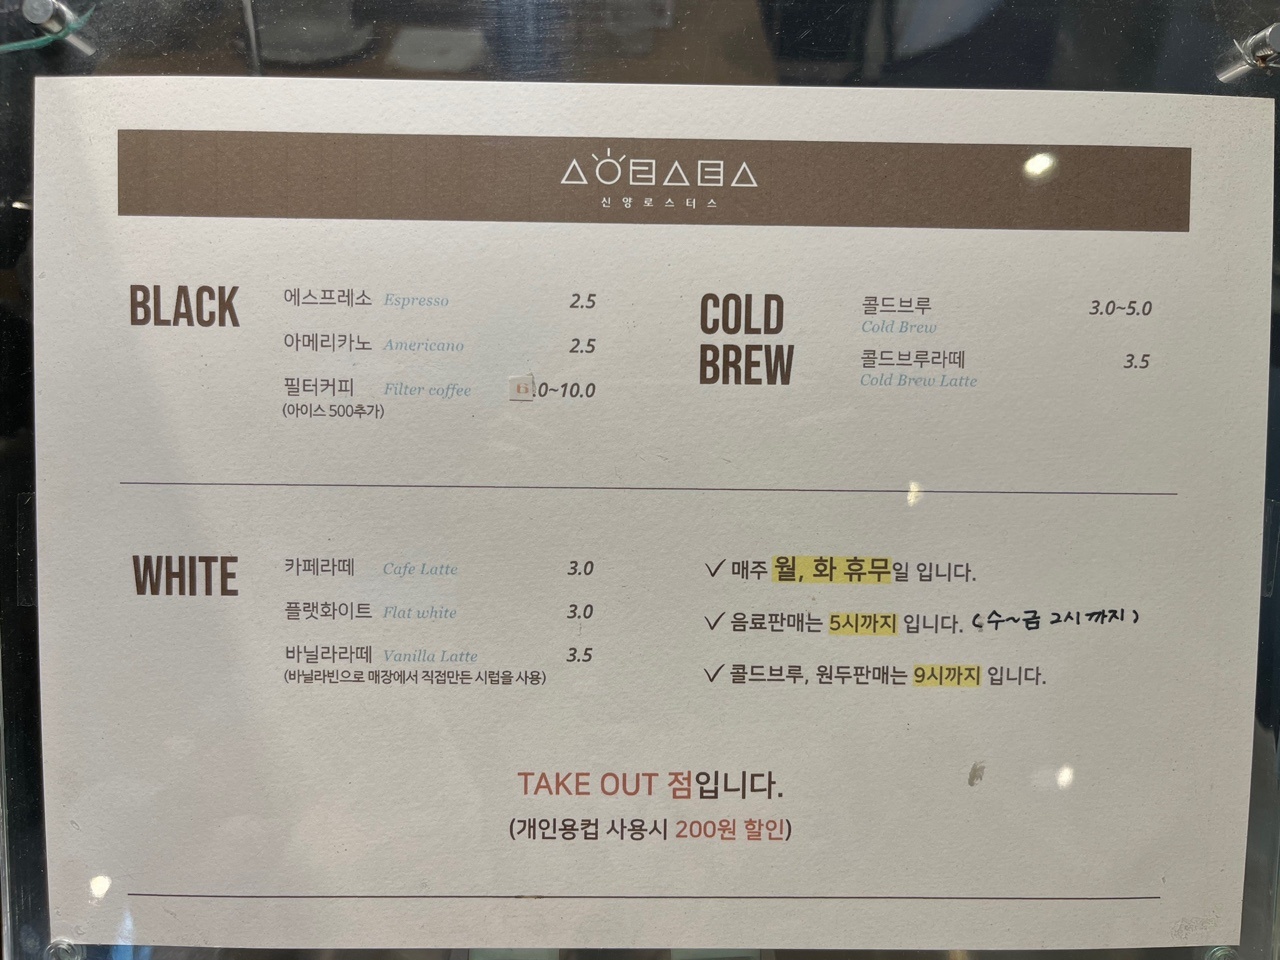 신양로스터스
BLACK
에스프레소 Espresso 2.5
아메리카노 Americano 2.5
필터커피 Filter coffee 6.0~10.0
(아이스 500추가)
COLD
BREW
콜드브루 3.0~5.0
Cold Brew
콜드브루라떼 3.5
Cold Brew Latte
WHITE
카페라떼 Cafe Latte 3.0
플랫화이트 Flat white 3.0
바닐라라떼 Vanilla Latte 3.5
(바닐라빈으로 매장에서 직접만든 시럽을 사용)
✓ 매주 월, 화 휴무일 입니다.
✓ 음료판매는 5시까지 입니다. (수~금 2시까지)
✓ 콜드브루, 원두판매는 9시까지 입니다.
TAKE OUT 점입니다.
(개인용컵 사용시 200원 할인)